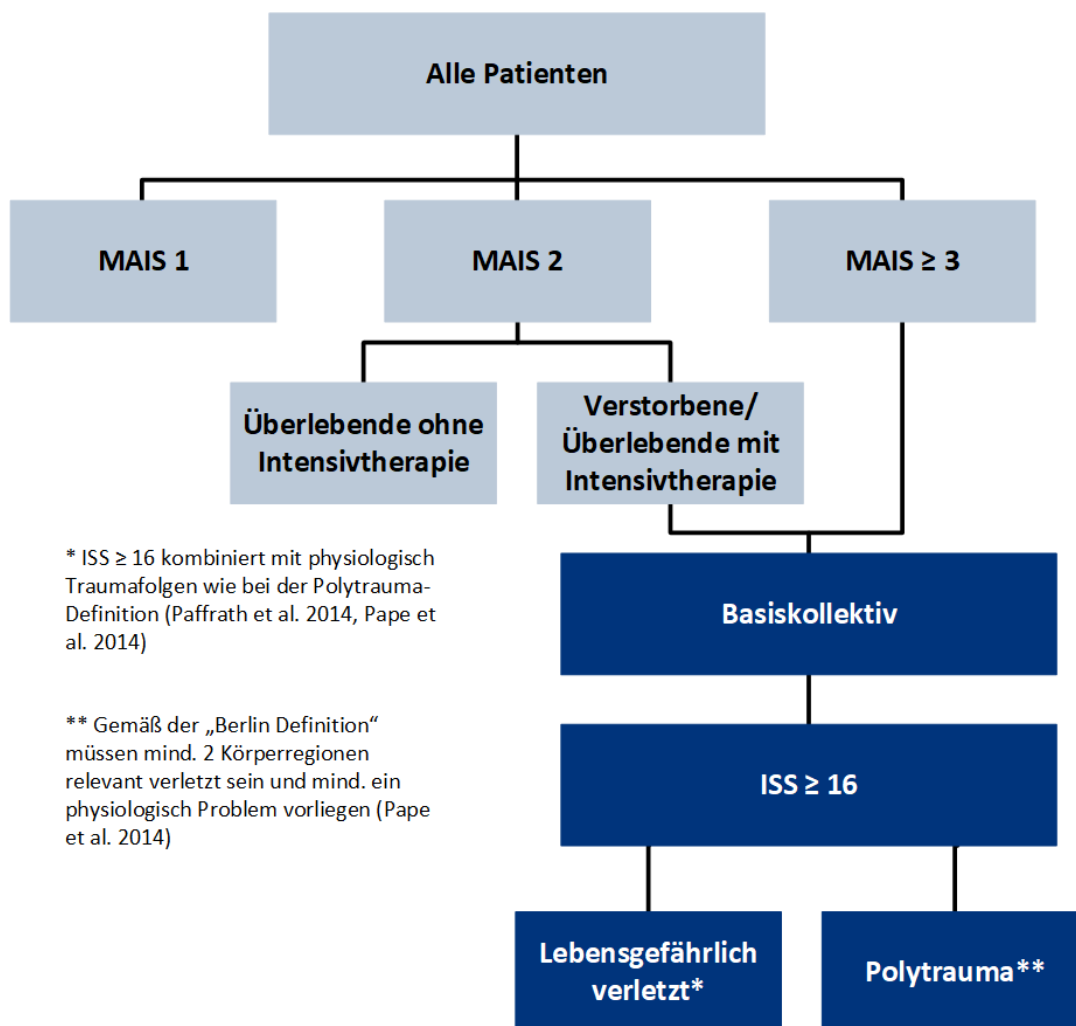 Alle Patienten
MAIS 1
MAIS 2
MAIS ≥ 3
Überlebende ohne
Intensivtherapie
Verstorbene/
Überlebende mit
Intensivtherapie
* ISS ≥ 16 kombiniert mit physiologisch
Traumafolgen wie bei der Polytrauma-
Definition (Paffrath et al. 2014, Pape et
al. 2014)
Basiskollektiv
** Gemäß der „Berlin Definition“
müssen mind. 2 Körperregionen
relevant verletzt sein und mind. ein
physiologisch Problem vorliegen (Pape
et al. 2014)
ISS ≥ 16
Lebensgefährlich
verletzt*
Polytrauma**